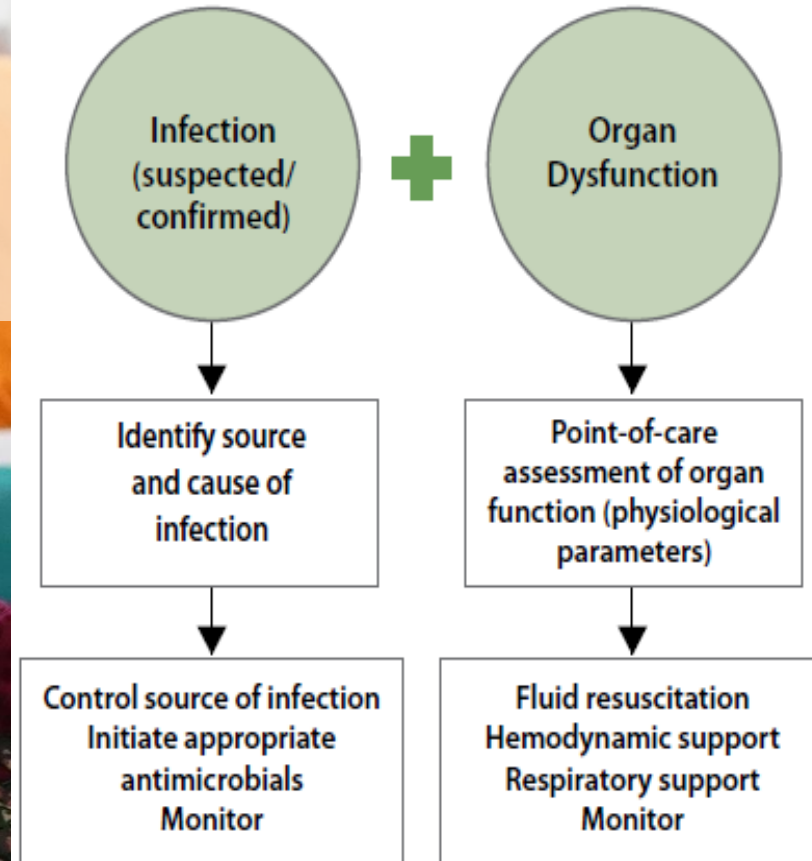 Infection
(suspected/
confirmed)
Organ
Dysfunction
Identify source
and cause of
infection
Point-of-care
assessment of organ
function (physiological
parameters)
Control source of infection
Initiate appropriate
antimicrobials
Monitor
Fluid resuscitation
Hemodynamic support
Respiratory support
Monitor